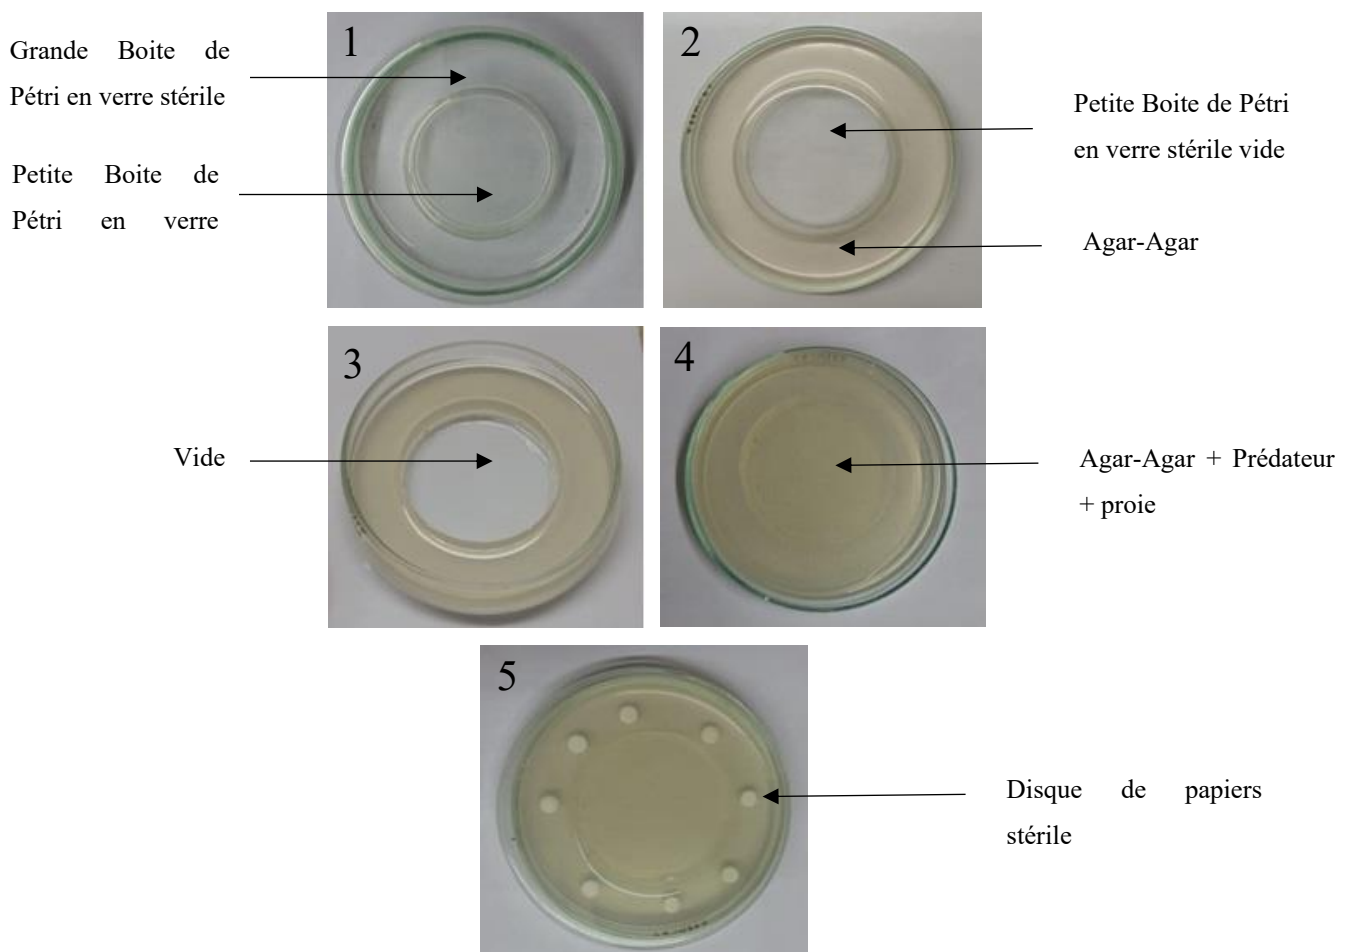 1
Grande Boite de
Pétri en verre stérile
Petite Boite de
Pétri en verre
2
Petite Boite de Pétri
en verre stérile vide
Agar-Agar
3
Vide
4
Agar-Agar + Prédateur
+ proie
5
Disque de papiers
stérile